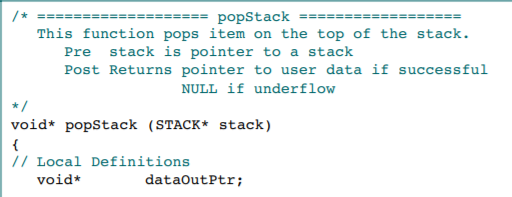 /* =================== popStack ==================
This function pops item on the top of the stack.
Pre stack is pointer to a stack
Post Returns pointer to user data if successful
NULL if underflow
*/
void* popStack (STACK* stack)
{
// Local Definitions
void* dataOutPtr;